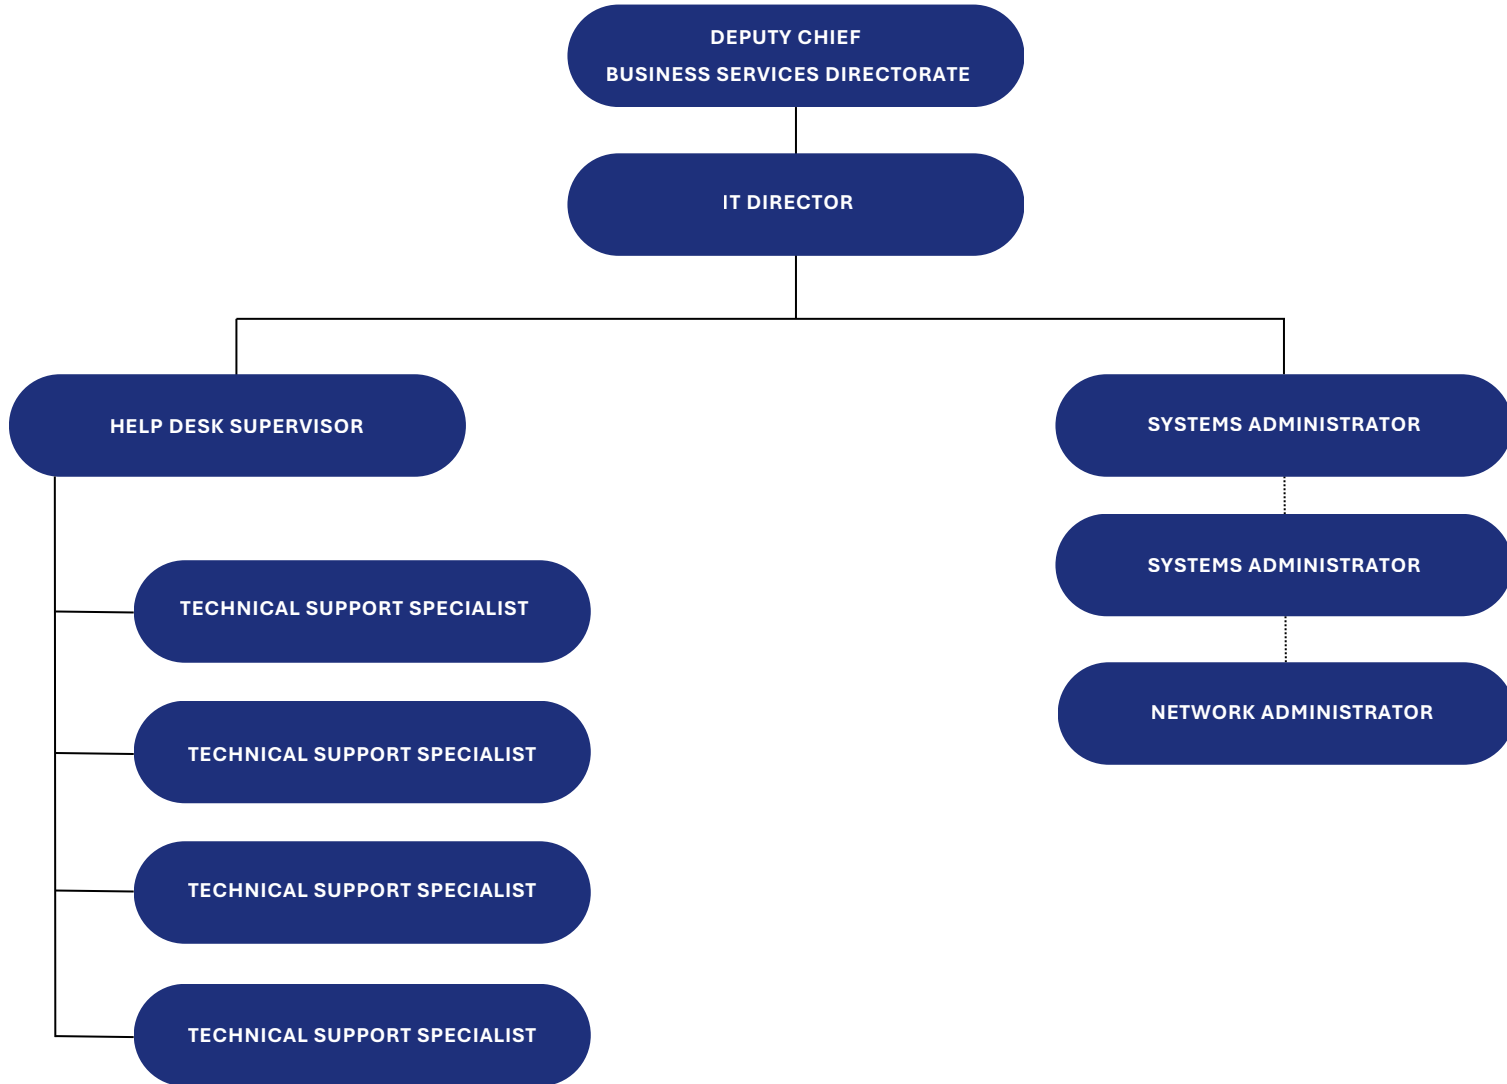 DEPUTY CHIEF
BUSINESS SERVICES DIRECTORATE
IT DIRECTOR
HELP DESK SUPERVISOR
TECHNICAL SUPPORT SPECIALIST
TECHNICAL SUPPORT SPECIALIST
TECHNICAL SUPPORT SPECIALIST
TECHNICAL SUPPORT SPECIALIST
SYSTEMS ADMINISTRATOR
SYSTEMS ADMINISTRATOR
NETWORK ADMINISTRATOR